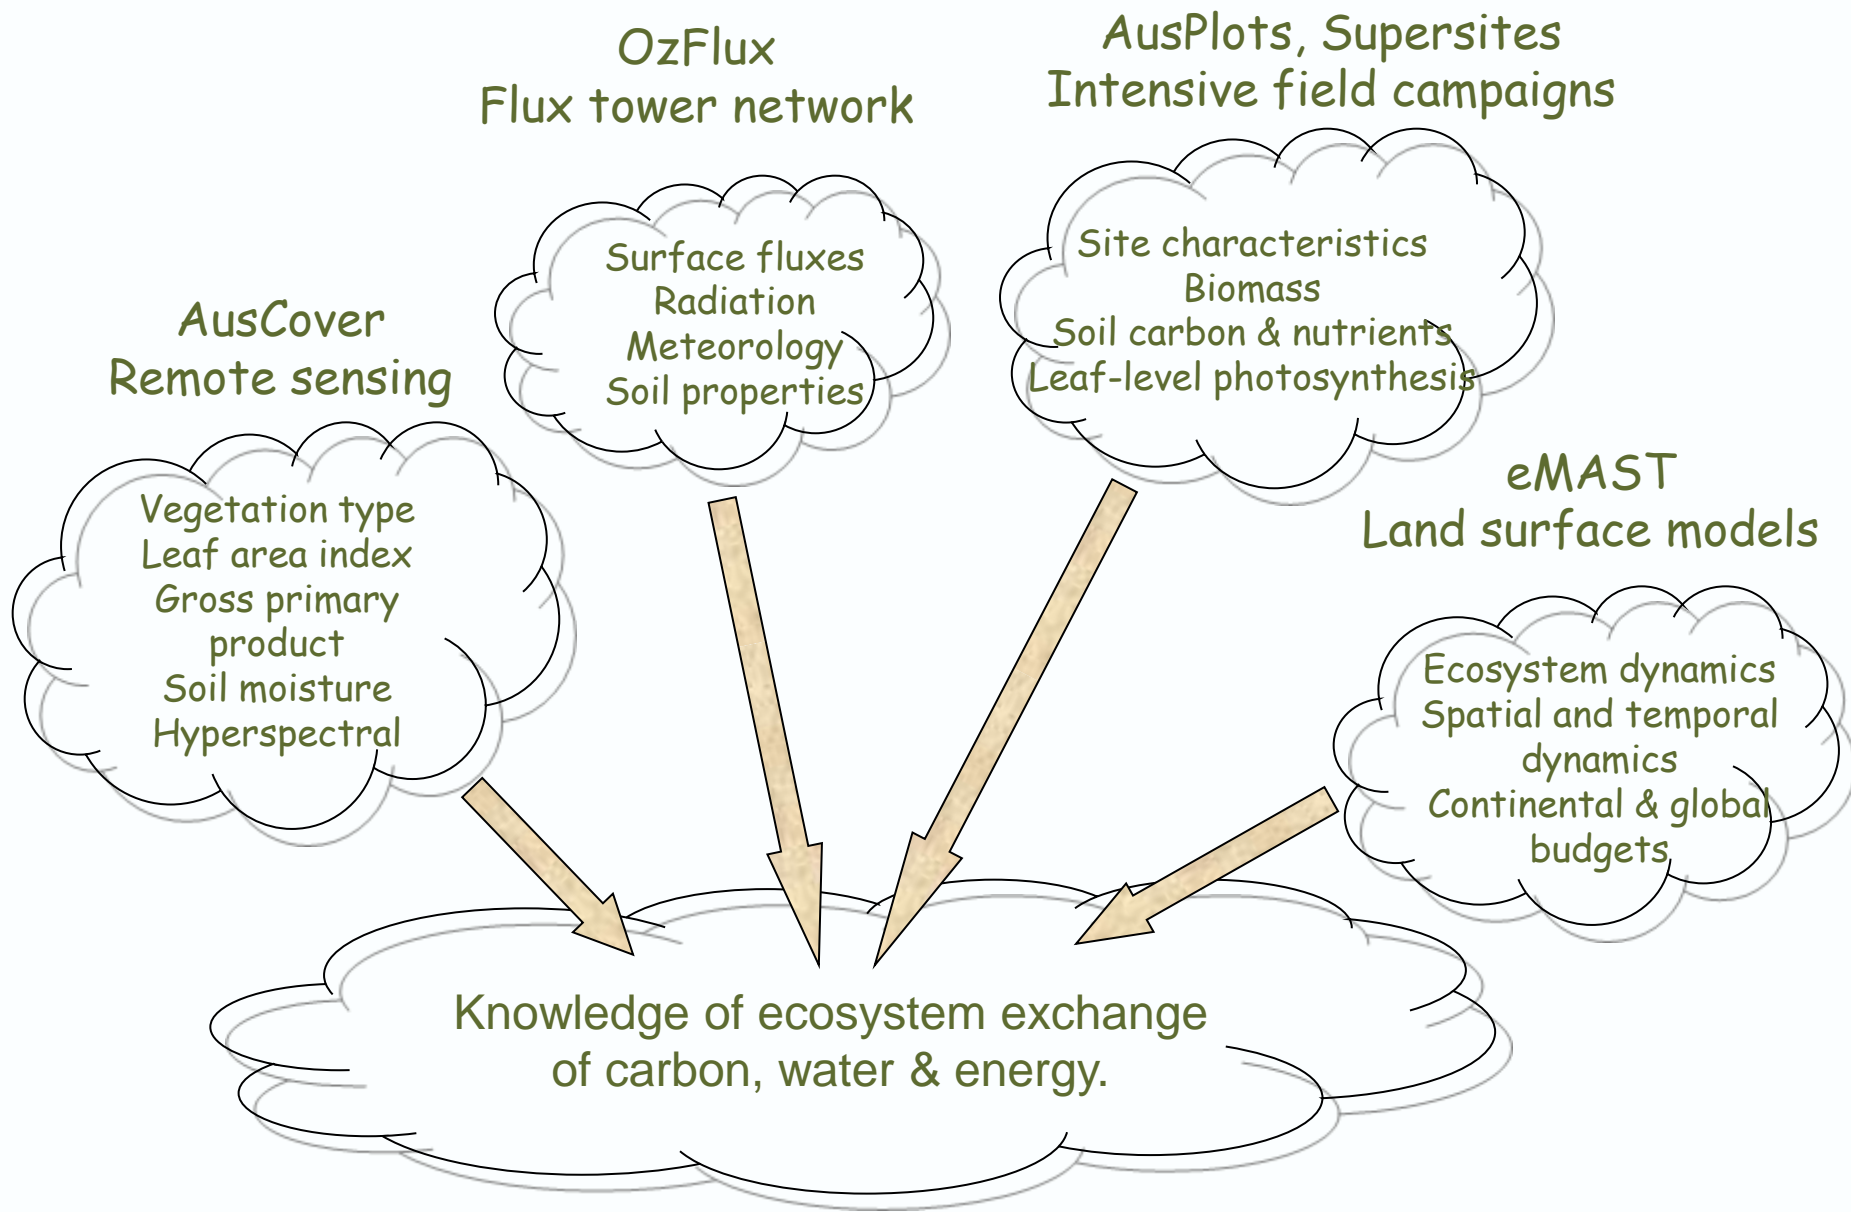 OzFlux
Flux tower network
AusPlots, Supersites
Intensive field campaigns
AusCover
Remote sensing
eMAST
Land surface models
Surface fluxes
Radiation
Meteorology
Soil properties
Site characteristics
Biomass
Soil carbon & nutrients
Leaf-level photosynthesis
Vegetation type
Leaf area index
Gross primary
product
Soil moisture
Hyperspectral
Ecosystem dynamics
Spatial and temporal
dynamics
Continental & global
budgets
Knowledge of ecosystem exchange
of carbon, water & energy.